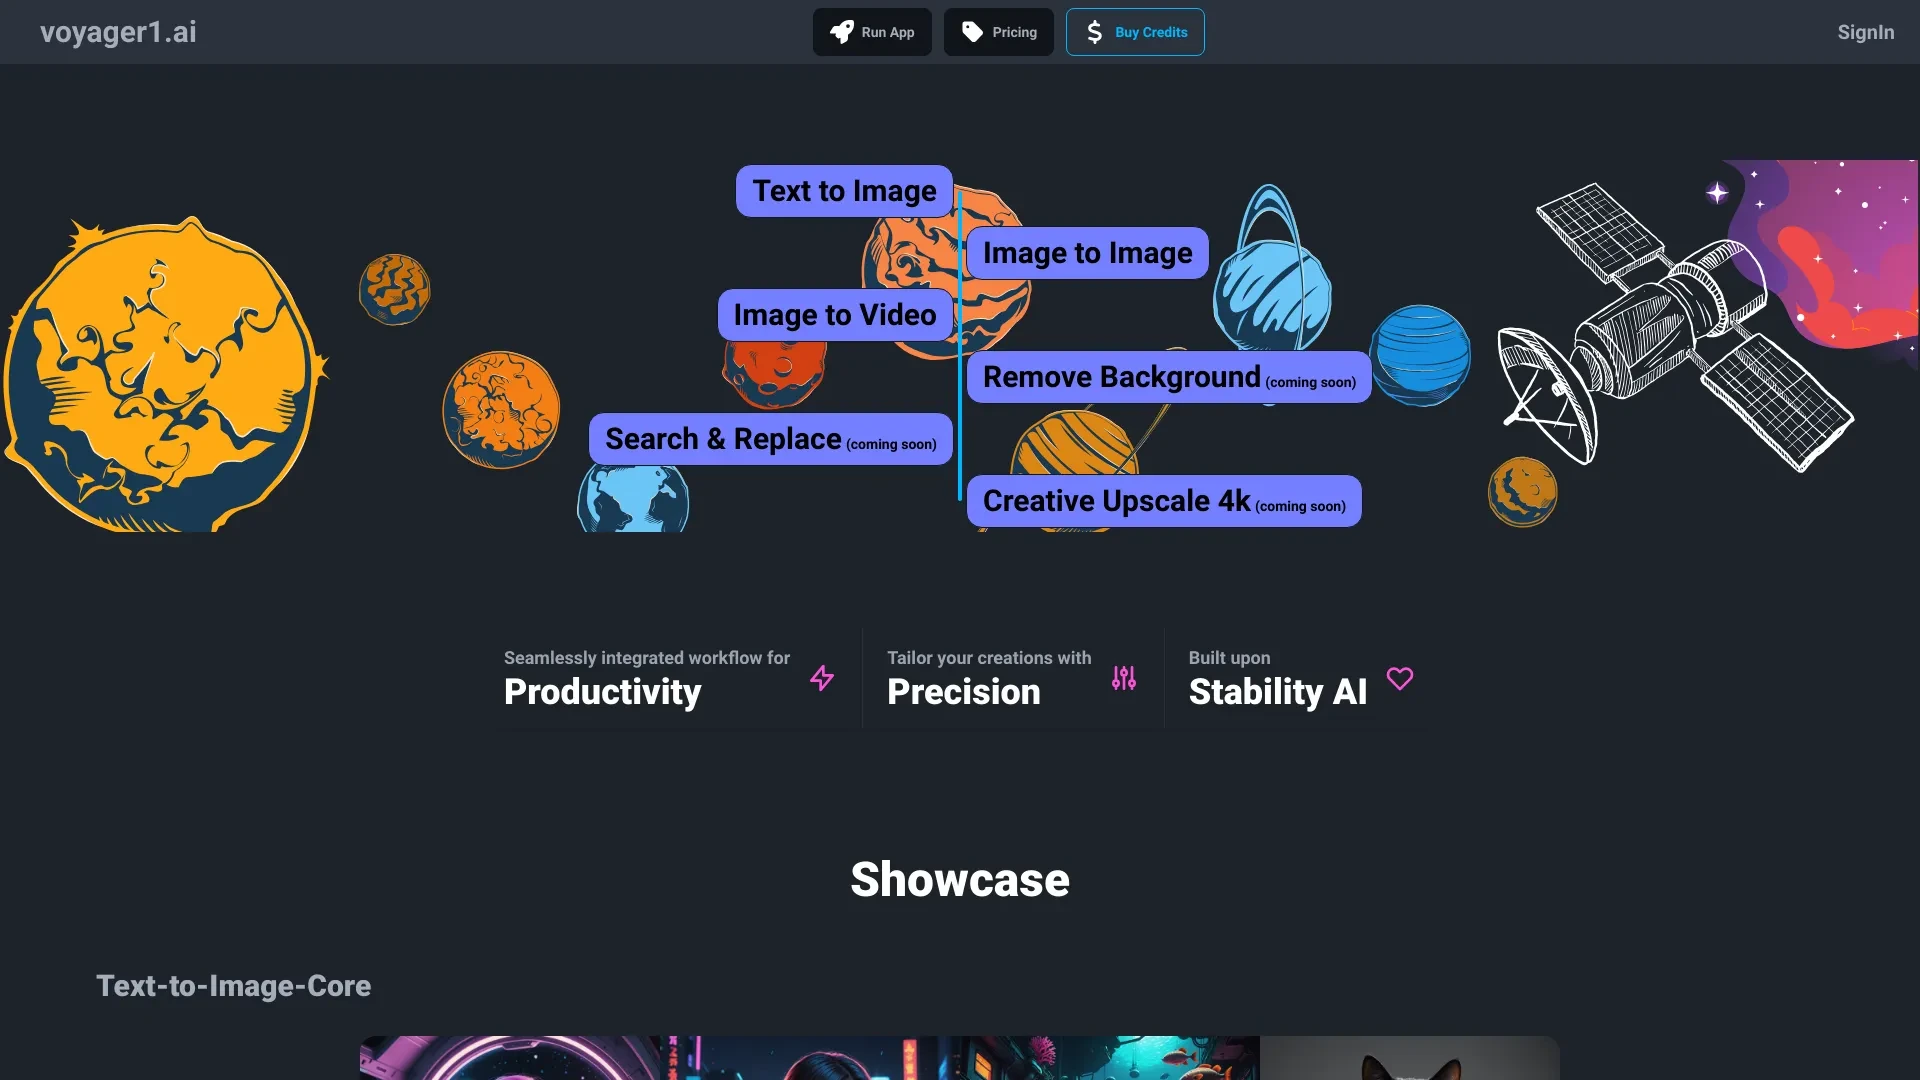 voyager1.ai
Run App
Pricing
Buy Credits
SignIn
Text to Image
Image to Image
Image to Video
Remove Background (coming soon)
Search & Replace (coming soon)
Creative Upscale 4k (coming soon)
Seamlessly integrated workflow for
Productivity
Tailor your creations with
Precision
Built upon
Stability AI
Showcase
Text-to-Image-Core